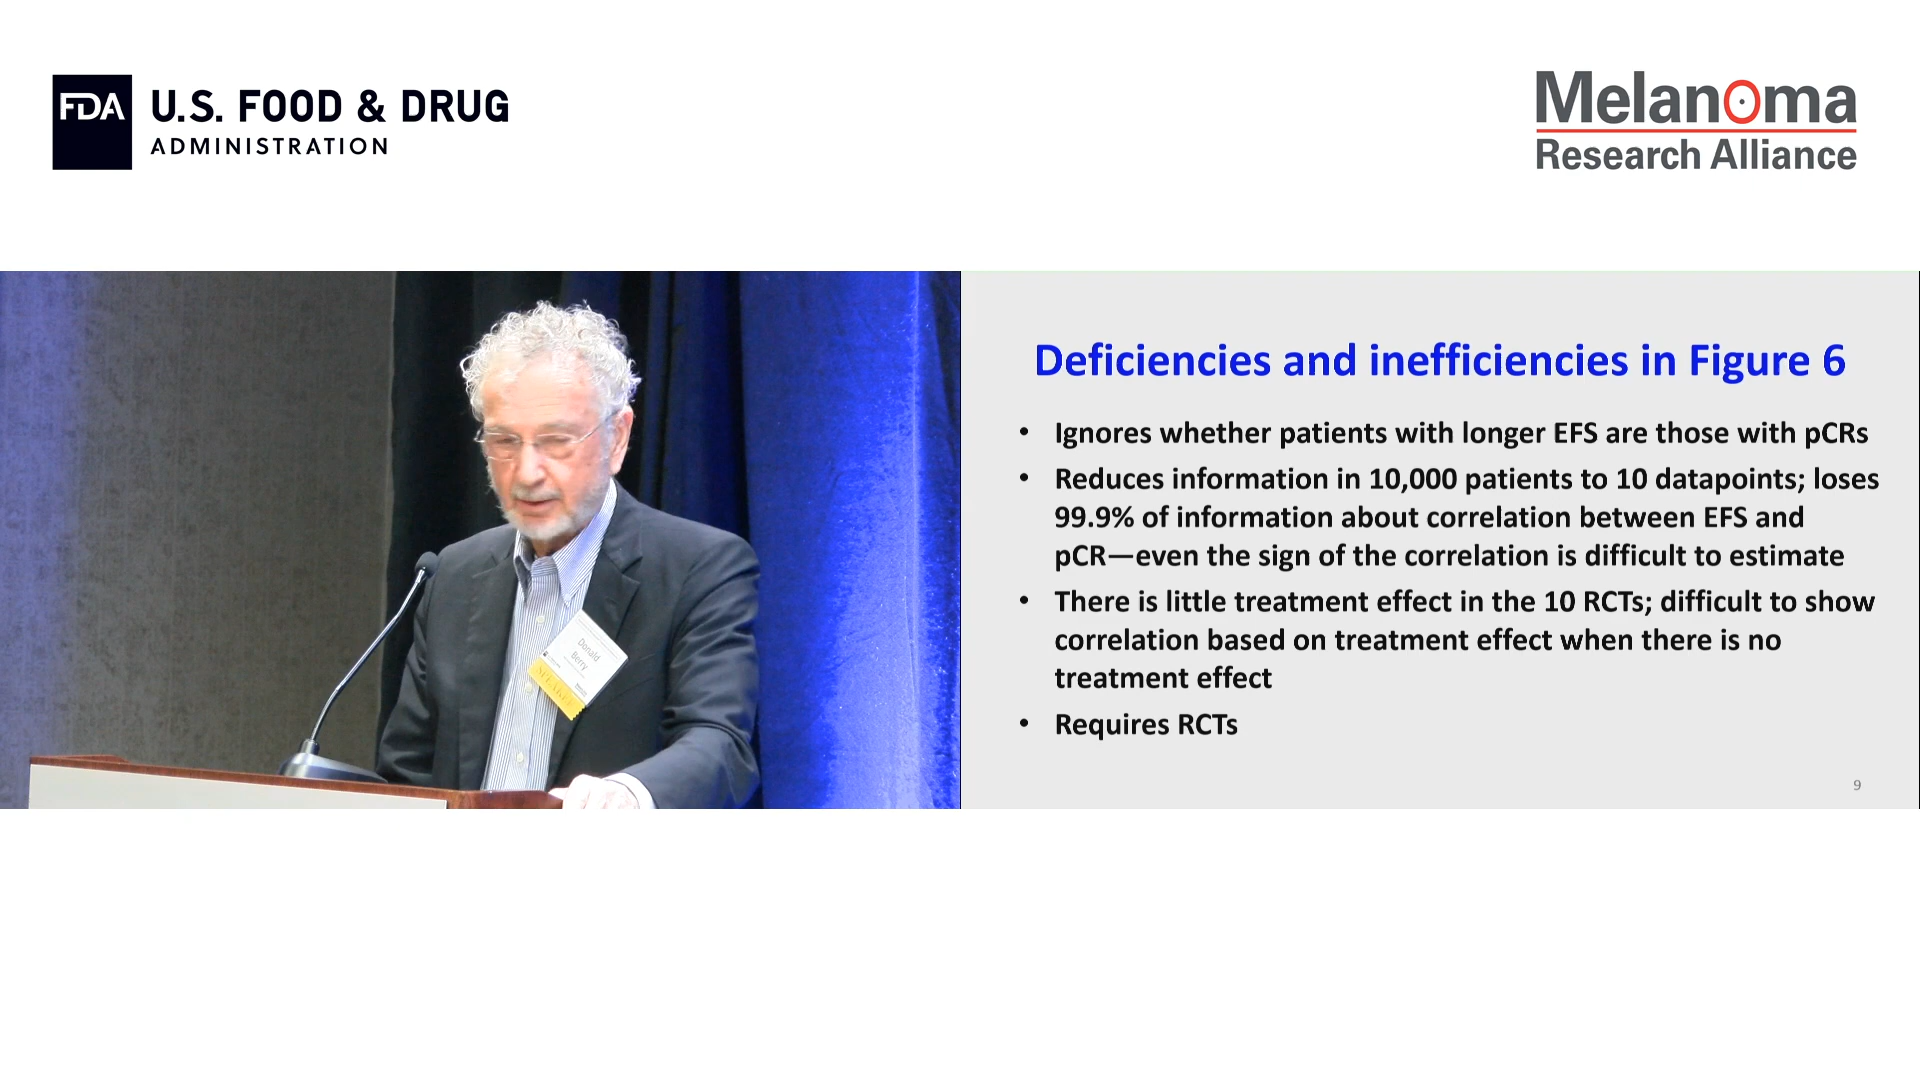 FDA U.S. FOOD & DRUG
ADMINISTRATION
Melanoma
Research Alliance
Donald
Berry
SPEAKER
Deficiencies and inefficiencies in Figure 6
• Ignores whether patients with longer EFS are those with pCRs
• Reduces information in 10,000 patients to 10 datapoints; loses
99.9% of information about correlation between EFS and
pCR—even the sign of the correlation is difficult to estimate
• There is little treatment effect in the 10 RCTs; difficult to show
correlation based on treatment effect when there is no
treatment effect
• Requires RCTs
9